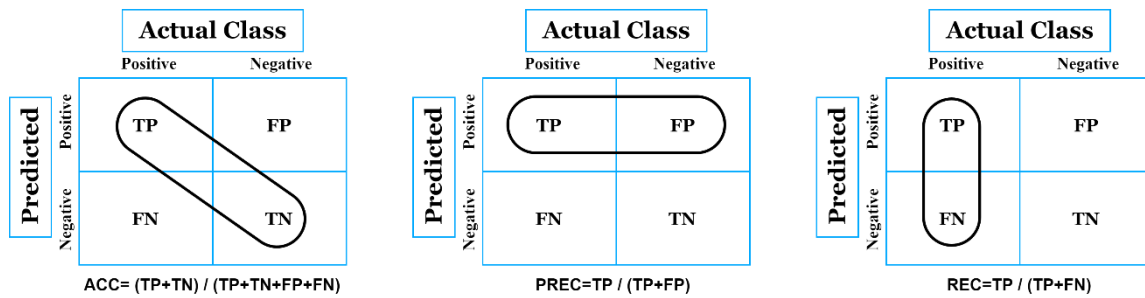 Actual Class
Positive Negative
Predicted
Positive
Negative
TP FP
FN TN
ACC= (TP+TN) / (TP+TN+FP+FN)
Actual Class
Positive Negative
Predicted
Positive
Negative
TP FP
FN TN
PREC=TP / (TP+FP)
Actual Class
Positive Negative
Predicted
Positive
Negative
TP FP
FN TN
REC=TP / (TP+FN)